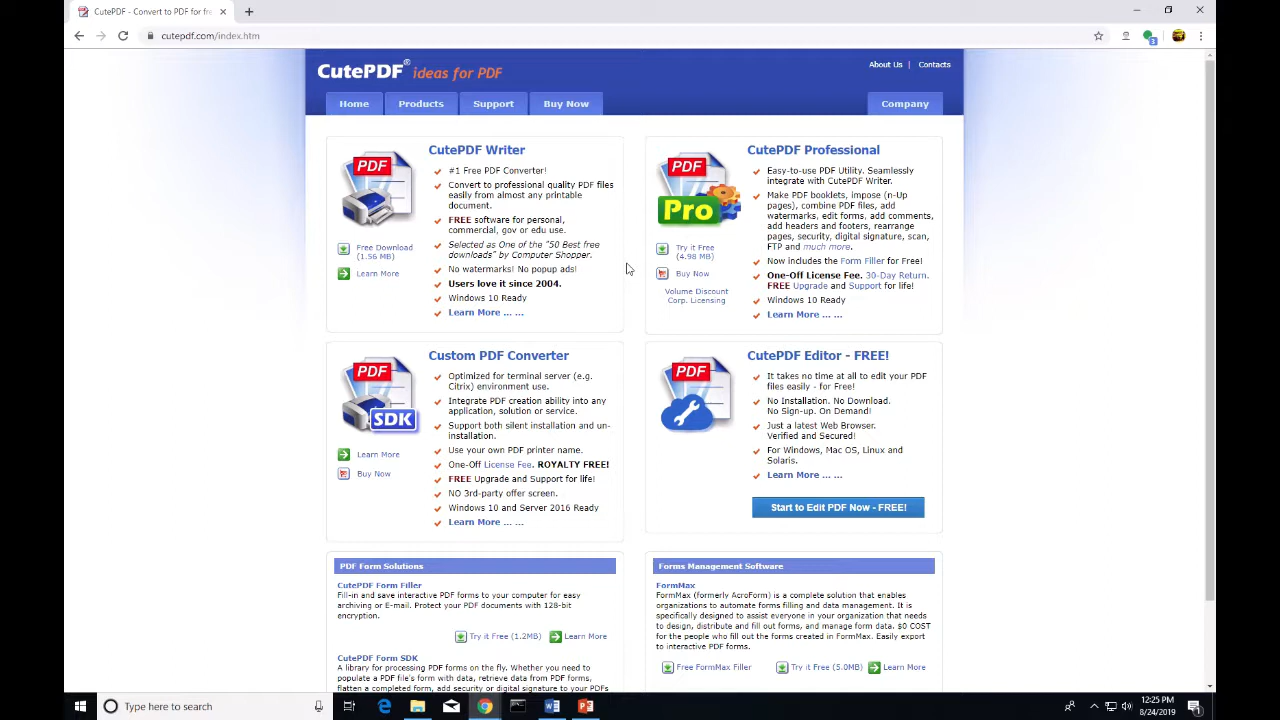 CutePDF - Convert to PDF for fre
cutepdf.com/index.htm
3
CutePDF® ideas for PDF
About Us | Contacts
Home Products Support Buy Now Company
CutePDF Writer
PDF
#1 Free PDF Converter!
Convert to professional quality PDF files
easily from almost any printable
document.
FREE software for personal,
commercial, gov or edu use.
Selected as One of the "50 Best free
downloads" by Computer Shopper.
No watermarks! No popup ads!
Users love it since 2004.
Windows 10 Ready
Learn More ... ...
Free Download
(1.56 MB)
Learn More
CutePDF Professional
PDF
Pro
Easy-to-use PDF Utility. Seamlessly
integrate with CutePDF Writer.
Make PDF booklets, impose (n-Up
pages), combine PDF files, add
watermarks, edit forms, add comments,
add headers and footers, rearrange
pages, security, digital signature, scan,
FTP and much more.
Now includes the Form Filler for Free!
One-Off License Fee. 30-Day Return.
FREE Upgrade and Support for life!
Windows 10 Ready
Learn More ... ...
Try it Free
(4.98 MB)
Buy Now
Volume Discount
Corp. Licensing
Custom PDF Converter
PDF
SDK
Optimized for terminal server (e.g.
Citrix) environment use.
Integrate PDF creation ability into any
application, solution or service.
Support both silent installation and un-
installation.
Use your own PDF printer name.
One-Off License Fee. ROYALTY FREE!
FREE Upgrade and Support for life!
NO 3rd-party offer screen.
Windows 10 and Server 2016 Ready
Learn More ... ...
Learn More
Buy Now
CutePDF Editor - FREE!
PDF
It takes no time at all to edit your PDF
files easily - for Free!
No Installation. No Download.
No Sign-up. On Demand!
Just a latest Web Browser.
Verified and Secured!
For Windows, Mac OS, Linux and
Solaris.
Learn More ... ...
Start to Edit PDF Now - FREE!
PDF Form Solutions
CutePDF Form Filler
Fill-in and save interactive PDF forms to your computer for easy
archiving or E-mail. Protect your PDF documents with 128-bit
encryption.
Try it Free (1.2MB) Learn More
CutePDF Form SDK
A library for processing PDF forms on the fly. Whether you need to
populate a PDF file's form with data, retrieve data from PDF forms,
flatten a completed form, add security or digital signature to your PDFs
Forms Management Software
FormMax
FormMax (formerly AcroForm) is a complete solution that enables
organizations to automate forms filling and data management. It is
specifically designed to assist everyone in your organization that needs
to design, distribute and fill out forms, and manage form data. $0 COST
for the people who fill out the forms created in FormMax. Easily export
to interactive PDF forms.
Free FormMax Filler Try it Free (5.0MB) Learn More
Type here to search
12:25 PM
8/24/2019
1